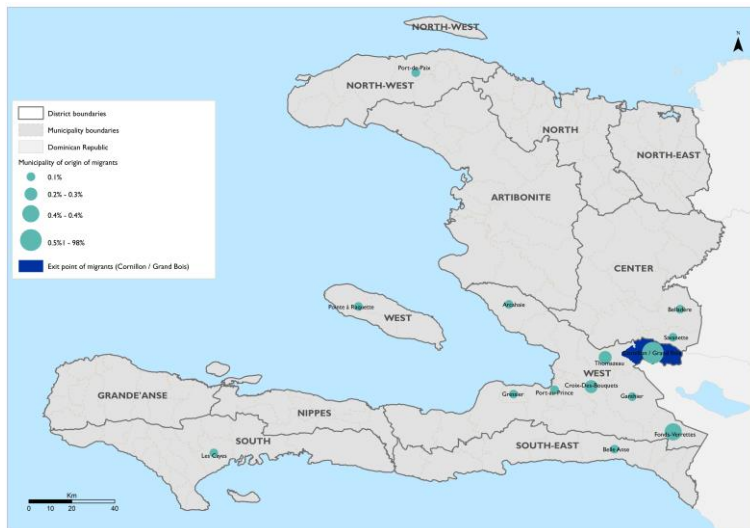 NORTH-WEST
N
Port-de-Paix
NORTH-WEST
District boundaries
Municipality boundaries
Dominican Republic
Municipality of origin of migrants
0.1%
0.2% - 0.3%
0.4% - 0.4%
0.5%1 - 98%
Exit point of migrants (Cornillon / Grand Bois)
NORTH
NORTH-EAST
ARTIBONITE
CENTER
Pointe à Raquette
WEST
Arcahaie
Belladère
Savanette
Cornillon / Grand Bois
Thomazeau
WEST
Croix-Des-Bouquets
Port-au-Prince
Gressier
Ganthier
GRANDE'ANSE
NIPPES
Fonds-Verrettes
SOUTH
SOUTH-EAST
Les Cayes
Belle Anse
Km
0 10 20 40